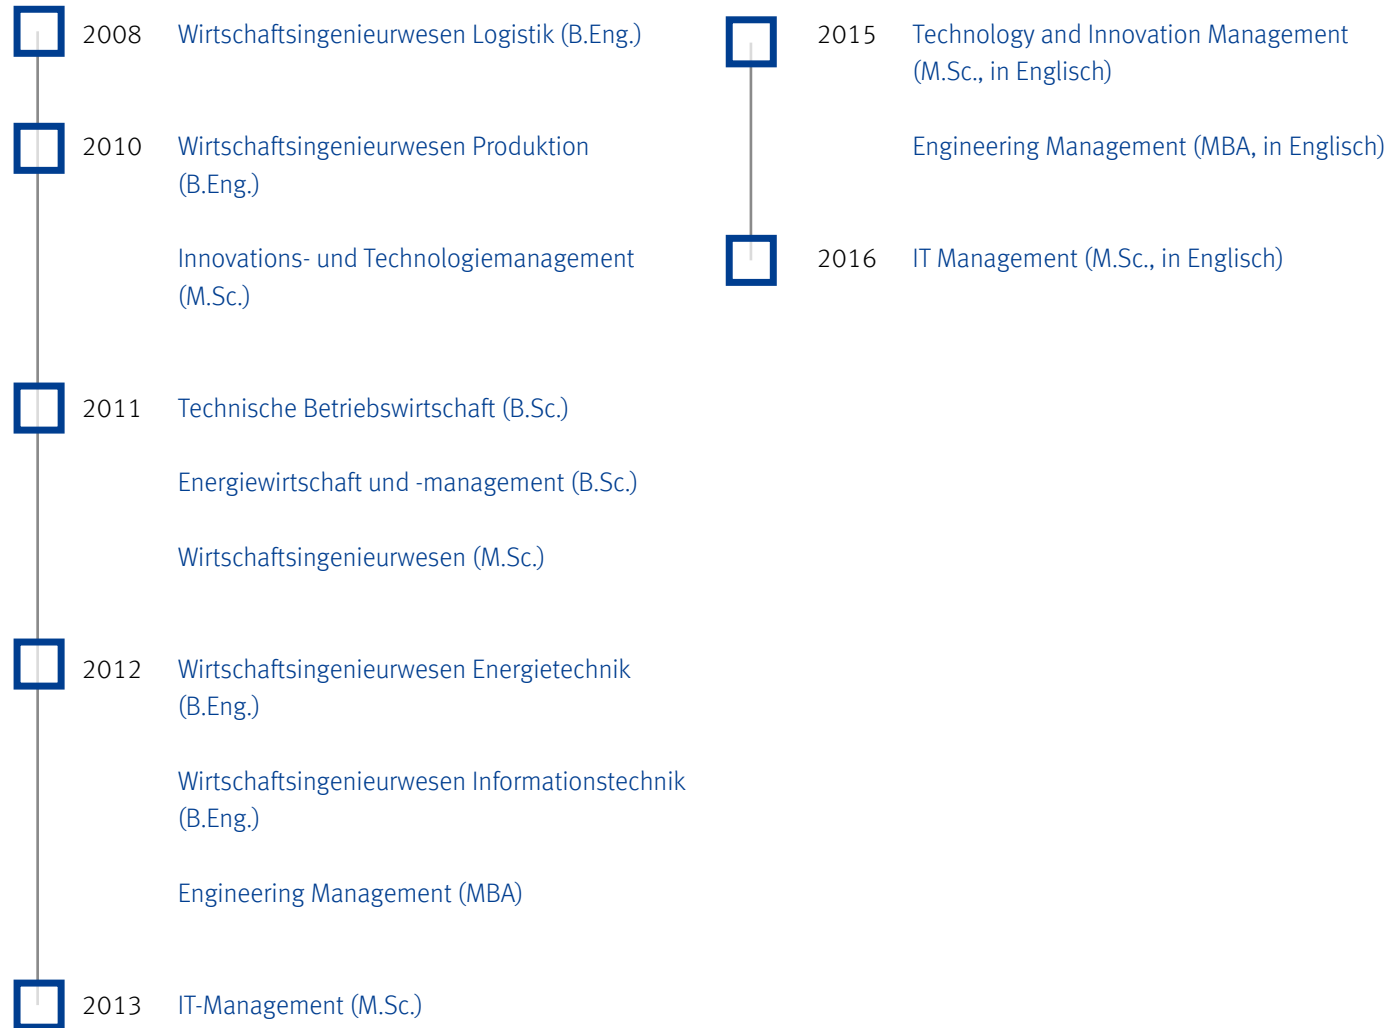 2008 Wirtschaftsingenieurwesen Logistik (B.Eng.)
2010 Wirtschaftsingenieurwesen Produktion
(B.Eng.)
Innovations- und Technologiemanagement
(M.Sc.)
2011 Technische Betriebswirtschaft (B.Sc.)
Energiewirtschaft und -management (B.Sc.)
Wirtschaftsingenieurwesen (M.Sc.)
2012 Wirtschaftsingenieurwesen Energietechnik
(B.Eng.)
Wirtschaftsingenieurwesen Informationstechnik
(B.Eng.)
Engineering Management (MBA)
2013 IT-Management (M.Sc.)
2015 Technology and Innovation Management
(M.Sc., in Englisch)
Engineering Management (MBA, in Englisch)
2016 IT Management (M.Sc., in Englisch)